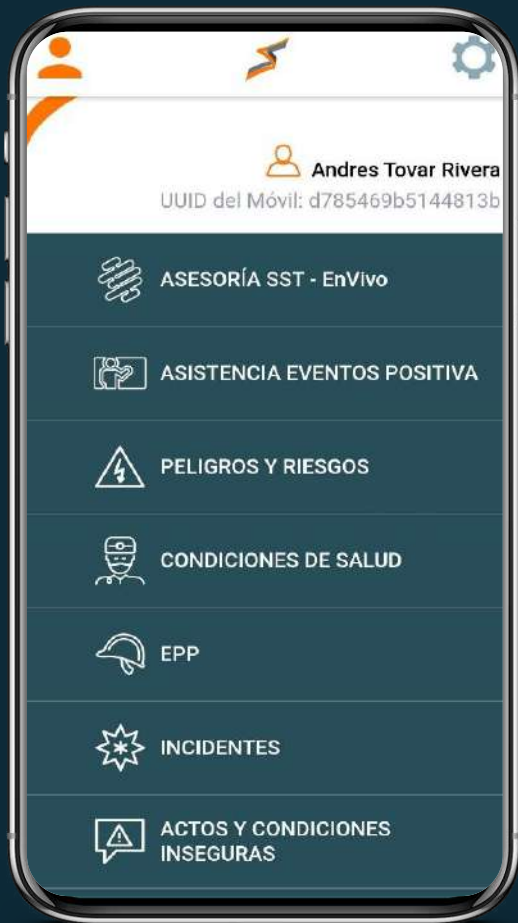 Andres Tovar Rivera
UUID del Móvil: d785469b5144813b
ASESORÍA SST - EnVivo
ASISTENCIA EVENTOS POSITIVA
PELIGROS Y RIESGOS
CONDICIONES DE SALUD
EPP
INCIDENTES
ACTOS Y CONDICIONES
INSEGURAS